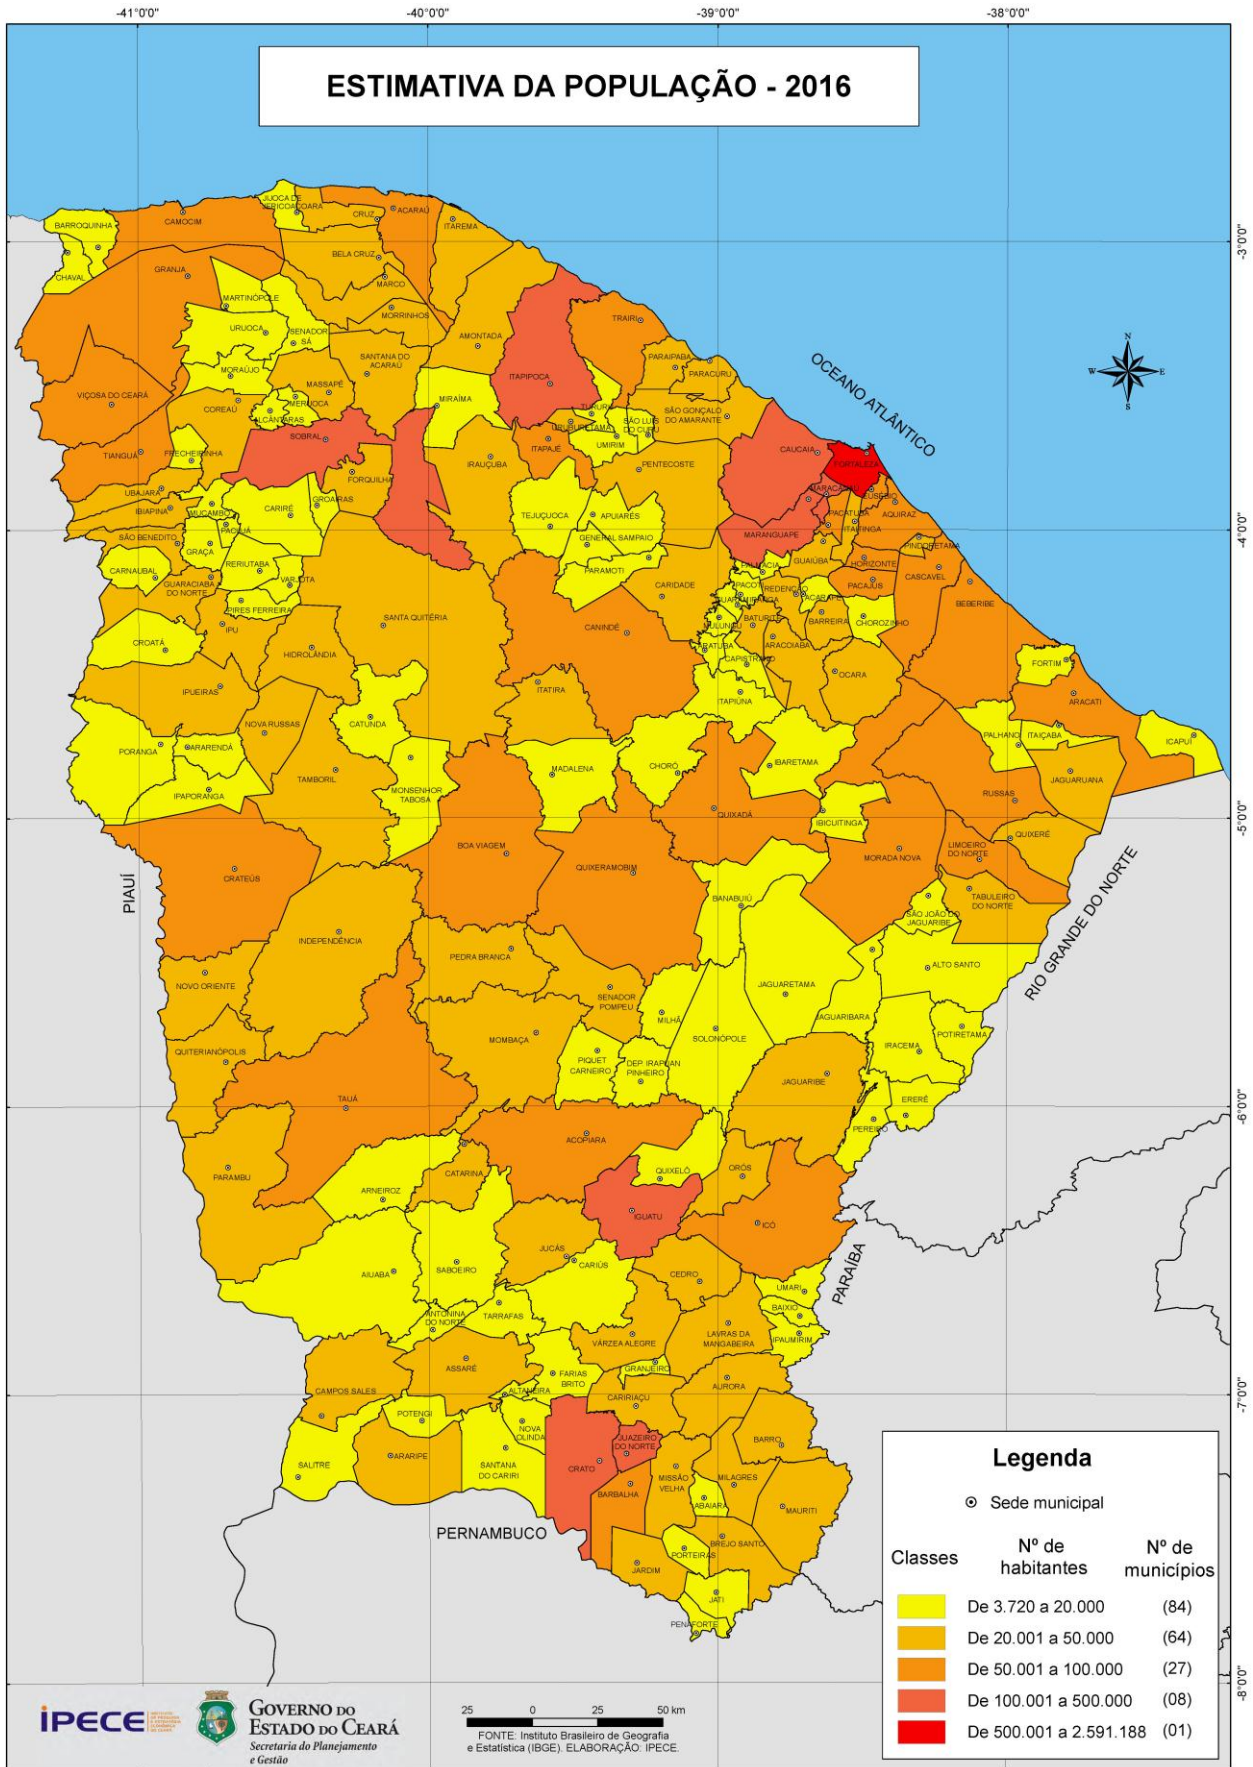 -41°0'0"
-40°0'0"
-39°0'0"
-38°0'0"
ESTIMATIVA DA POPULAÇÃO - 2016
JIJOCA DE
JERICOACOARA
CRUZ
ACARAÚ
ITAREMA
BARROQUINHA
CAMOCIM
CHAVAL
BELA CRUZ
-3°0'0"
GRANJA
MARCO
MARTINÓPOLE
MORRINHOS
TRAIRI
URUOCA
SENADOR
SÁ
AMONTADA
SANTANA DO
ACARAÚ
PARAIPABA
PARACURU
OCEANO ATLÂNTICO
N
W
E
S
MORAÚJO
ITAPIPOCA
VIÇOSA DO CEARÁ
MASSAPÊ
MERUOCA
COREAÚ
ALCÂNTARAS
MIRAÍMA
TURURU
URUBURETAMA
SÃO LUIS
DO CURU
SÃO GONÇALO
DO AMARANTE
UMIRIM
SOBRAL
ITAPAJÉ
CAUCAIA
FORTALEZA
TIANGUÁ
FRECHEIRINHA
FORQUILHA
IRAUÇUBA
PENTECOSTE
MARACANAÚ
EUSÉBIO
UBAJARA
IBIAPINA
MUCAMBO
CARIRÉ
GROAÍRAS
TEJUÇUOCA
APUIARÉS
PACATUBA
ITAITINGA
AQUIRAZ
SÃO BENEDITO
PACUJÁ
GENERAL SAMPAIO
MARANGUAPE
PINDORETAMA
-4°0'0"
GRAÇA
RERIUTABA
PARAMOTI
GUAIÚBA
HORIZONTE
CARNAUBAL
GUARACIABA
DO NORTE
VARJOTA
CARIDADE
PALMÁCIA
PACOTI
REDENÇÃO
PACAJUS
CASCAVEL
PIRES FERREIRA
GUARAMIRANGA
ACARAPE
BEBERIBE
IPU
SANTA QUITÉRIA
CANINDÉ
MULUNGU
BATURITÉ
BARREIRA
CHOROZINHO
CROATÁ
HIDROLÂNDIA
ARATUBA
ARACOIABA
CAPISTRANO
FORTIM
IPUEIRAS
ITATIRA
ITAPIÚNA
OCARA
ARACATI
NOVA RUSSAS
CATUNDA
PALHANO
ITAIÇABA
ICAPUÍ
PORANGA
ARARENDÁ
TAMBORIL
MONSENHOR
TABOSA
MADALENA
CHORÓ
IBARETAMA
JAGUARUANA
IPAPORANGA
RUSSAS
-5°0'0"
QUIXADÁ
IBICUITINGA
QUIXERÉ
BOA VIAGEM
QUIXERAMOBIM
MORADA NOVA
LIMOEIRO
DO NORTE
CRATEÚS
PIAUÍ
BANABUIÚ
SÃO JOÃO DO
JAGUARIBE
TABULEIRO
DO NORTE
RIO GRANDE DO NORTE
INDEPENDÊNCIA
PEDRA BRANCA
ALTO SANTO
NOVO ORIENTE
SENADOR
POMPEU
JAGUARETAMA
MILHÃ
JAGUARIBARA
MOMBAÇA
SOLONÓPOLE
POTIRETAMA
IRACEMA
QUITERIANÓPOLIS
PIQUET
CARNEIRO
DEP. IRAPUAN
PINHEIRO
JAGUARIBE
TAUÁ
ERERÊ
-6°0'0"
ACOPIARA
PEREIRO
PARAMBU
CATARINA
QUIXELÔ
ORÓS
ARNEIROZ
IGUATU
ICÓ
JUCÁS
CARIÚS
AIUABA
SABOEIRO
CEDRO
UMARI
PARAÍBA
ANTONINA
DO NORTE
TARRAFAS
BAIXIO
VÁRZEA ALEGRE
LAVRAS DA
MANGABEIRA
IPAUMIRIM
ASSARÉ
FARIAS
BRITO
GRANJEIRO
AURORA
CAMPOS SALES
ALTANEIRA
CARIRIAÇU
-7°0'0"
POTENGI
NOVA
OLINDA
JUAZEIRO
DO NORTE
BARRO
SALITRE
ARARIPE
SANTANA
DO CARIRI
CRATO
MISSÃO
VELHA
MILAGRES
BARBALHA
ABAIARA
MAURITI
PERNAMBUCO
BREJO SANTO
PORTEIRAS
JARDIM
JATI
PENAFORTE
-8°0'0"
Legenda
Sede municipal
Classes
Nº de
habitantes
Nº de
municípios
De 3.720 a 20.000 (84)
De 20.001 a 50.000 (64)
De 50.001 a 100.000 (27)
De 100.001 a 500.000 (08)
De 500.001 a 2.591.188 (01)
iPECE
GOVERNO DO
ESTADO DO CEARÁ
Secretaria do Planejamento
e Gestão
25 0 25 50 km
FONTE: Instituto Brasileiro de Geografia
e Estatística (IBGE). ELABORAÇÃO: IPECE.